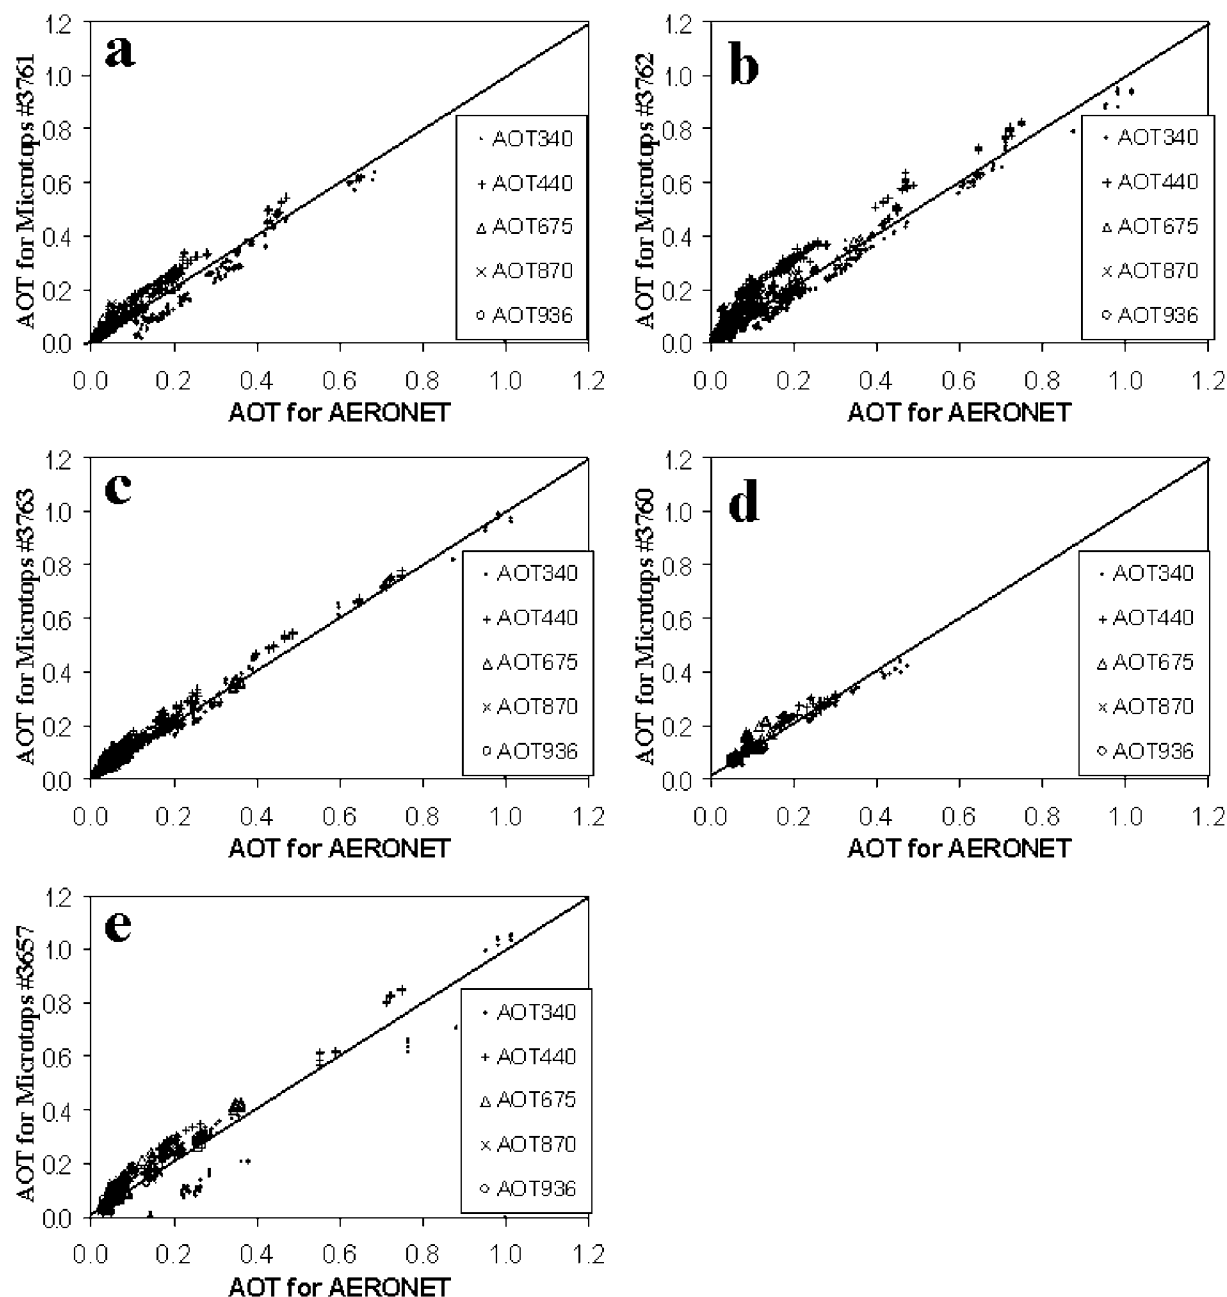 a
AOT for Microtops #3761
1.2
1.0
0.8
0.6
0.4
0.2
0.0
0.0 0.2 0.4 0.6 0.8 1.0 1.2
AOT for AERONET
AOT340
AOT440
AOT675
AOT870
AOT936
b
AOT for Microtops #3762
1.2
1.0
0.8
0.6
0.4
0.2
0.0
0.0 0.2 0.4 0.6 0.8 1.0 1.2
AOT for AERONET
AOT340
AOT440
AOT675
AOT870
AOT936
c
AOT for Microtops #3763
1.2
1.0
0.8
0.6
0.4
0.2
0.0
0.0 0.2 0.4 0.6 0.8 1.0 1.2
AOT for AERONET
AOT340
AOT440
AOT675
AOT870
AOT936
d
AOT for Microtops #3760
1.2
1.0
0.8
0.6
0.4
0.2
0.0
0.0 0.2 0.4 0.6 0.8 1.0 1.2
AOT for AERONET
AOT340
AOT440
AOT675
AOT870
AOT936
e
AOT for Microtops #3657
1.2
1.0
0.8
0.6
0.4
0.2
0.0
0.0 0.2 0.4 0.6 0.8 1.0 1.2
AOT for AERONET
AOT340
AOT440
AOT675
AOT870
AOT936